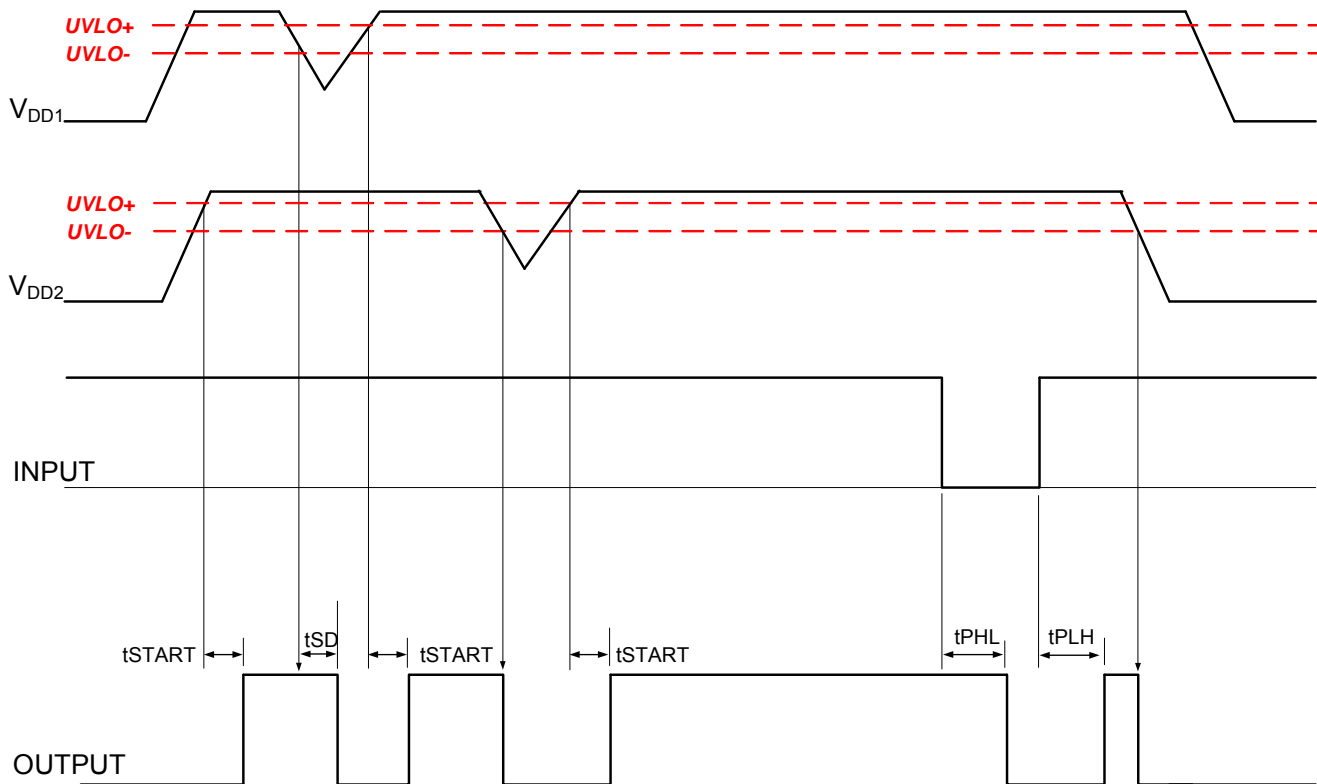 UVLO+
UVLO-
VDD1
UVLO+
UVLO-
VDD2
INPUT
tSTART
tSD
tSTART
tSTART
tPHL
tPLH
OUTPUT